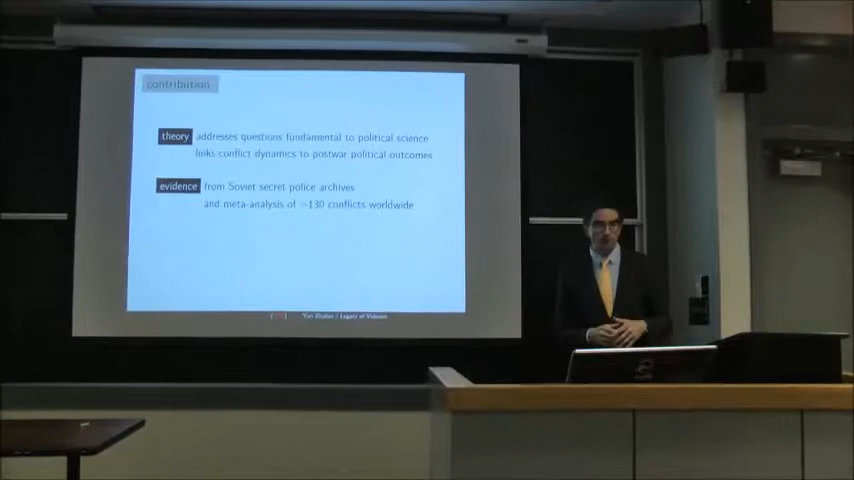 contribution
theory addresses questions fundamental to political science
links conflict dynamics to postwar political outcomes
evidence from Soviet secret police archives
and meta-analysis of ~130 conflicts worldwide
Yuri Zhukov / Legacy of Violence